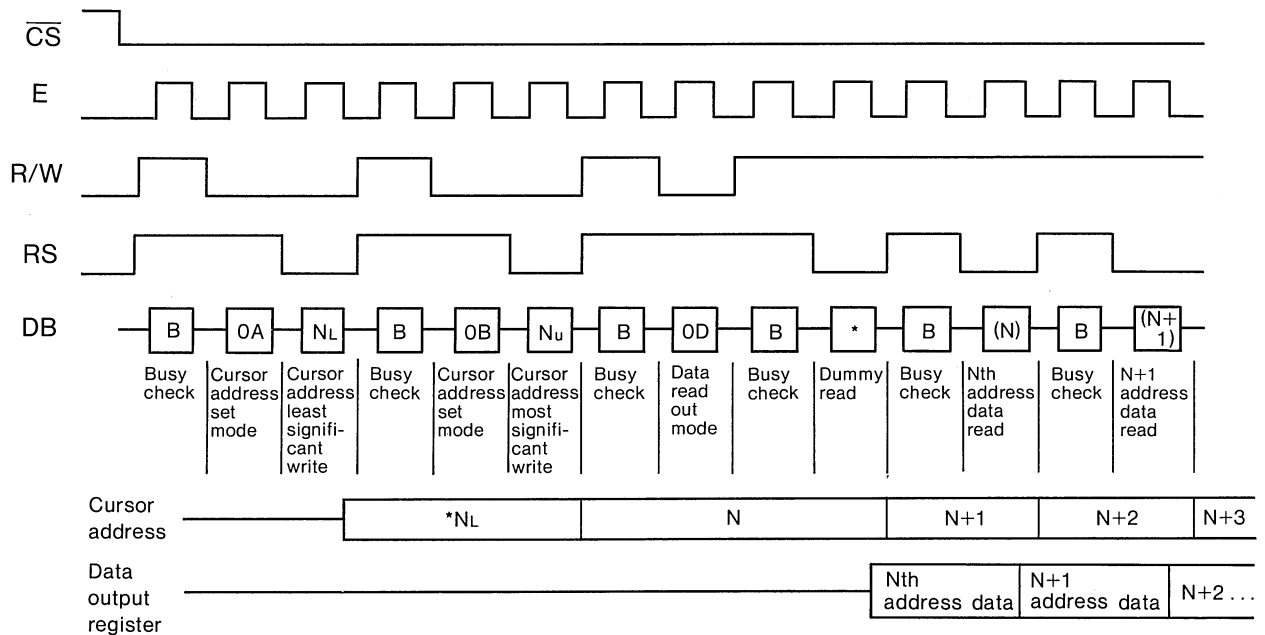 CS
E
R/W
RS
DB
B
0A
NL
B
0B
Nu
B
0D
B
*
B
(N)
B
(N+
1)
Busy
check
Cursor
address
set
mode
Cursor
address
least
signifi-
cant
write
Busy
check
Cursor
address
set
mode
Cursor
address
most
signifi-
cant
write
Busy
check
Data
read
out
mode
Busy
check
Dummy
read
Busy
check
Nth
address
data
read
Busy
check
N+1
address
data
read
Cursor
address
*NL
N
N+1
N+2
N+3
Data
output
register
Nth
address data
N+1
address data
N+2 ...